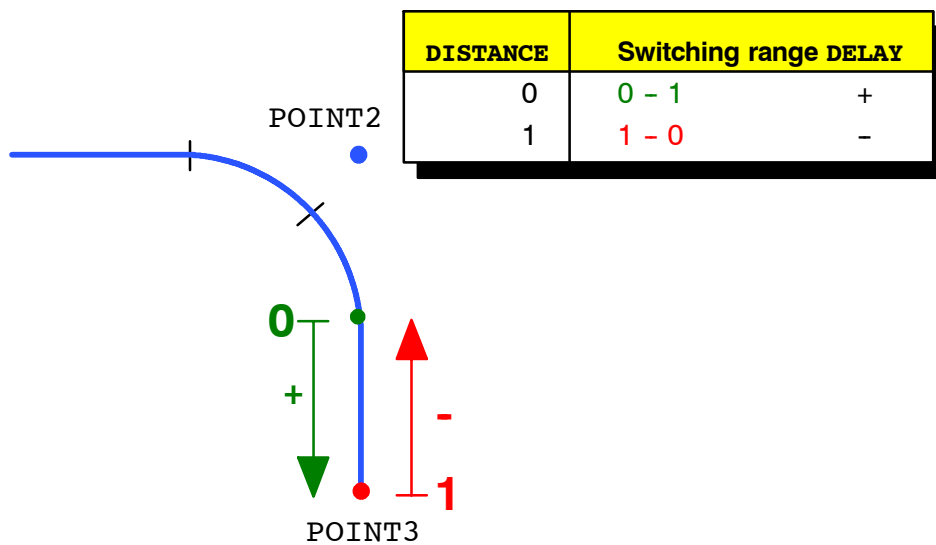 DISTANCE Switching range DELAY
0 0 - 1 +
1 1 - 0 -
POINT2
0
+
-
1
POINT3